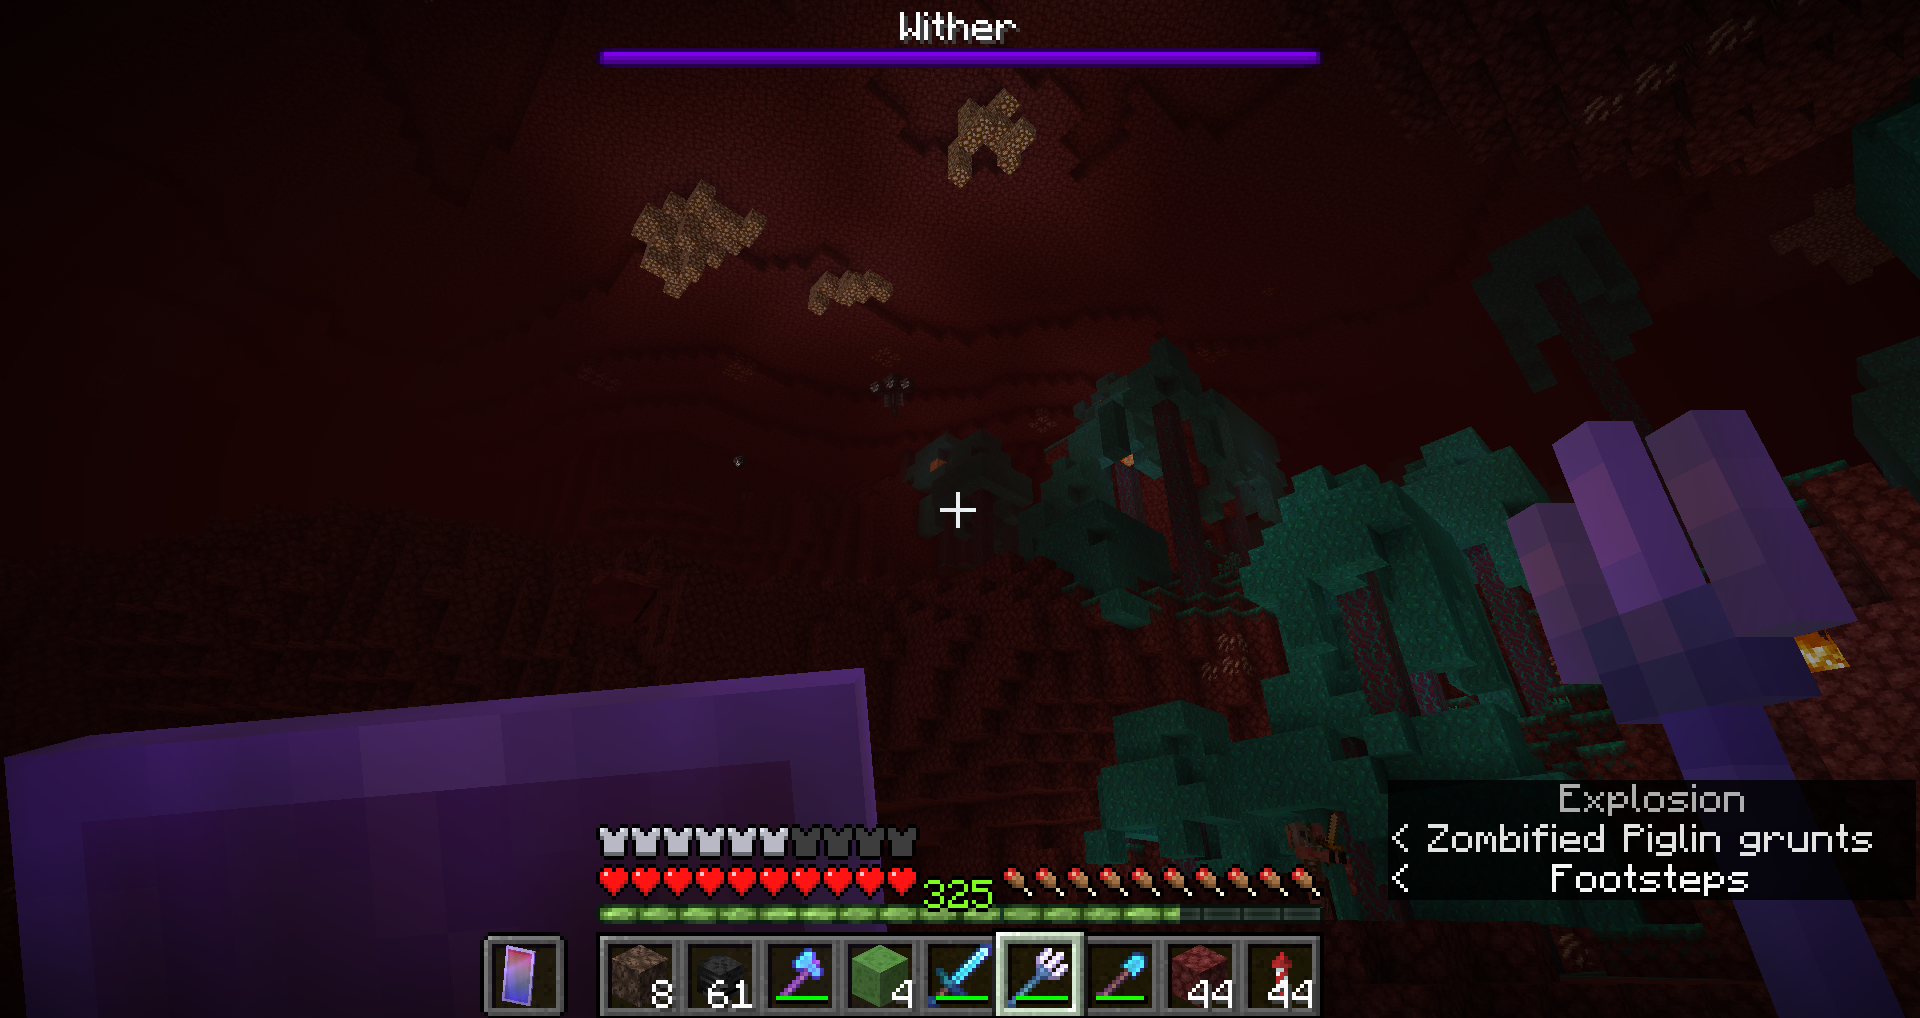 Wither
Explosion
< Zombified Piglin grunts
< Footsteps
325
8 61 4 44 44